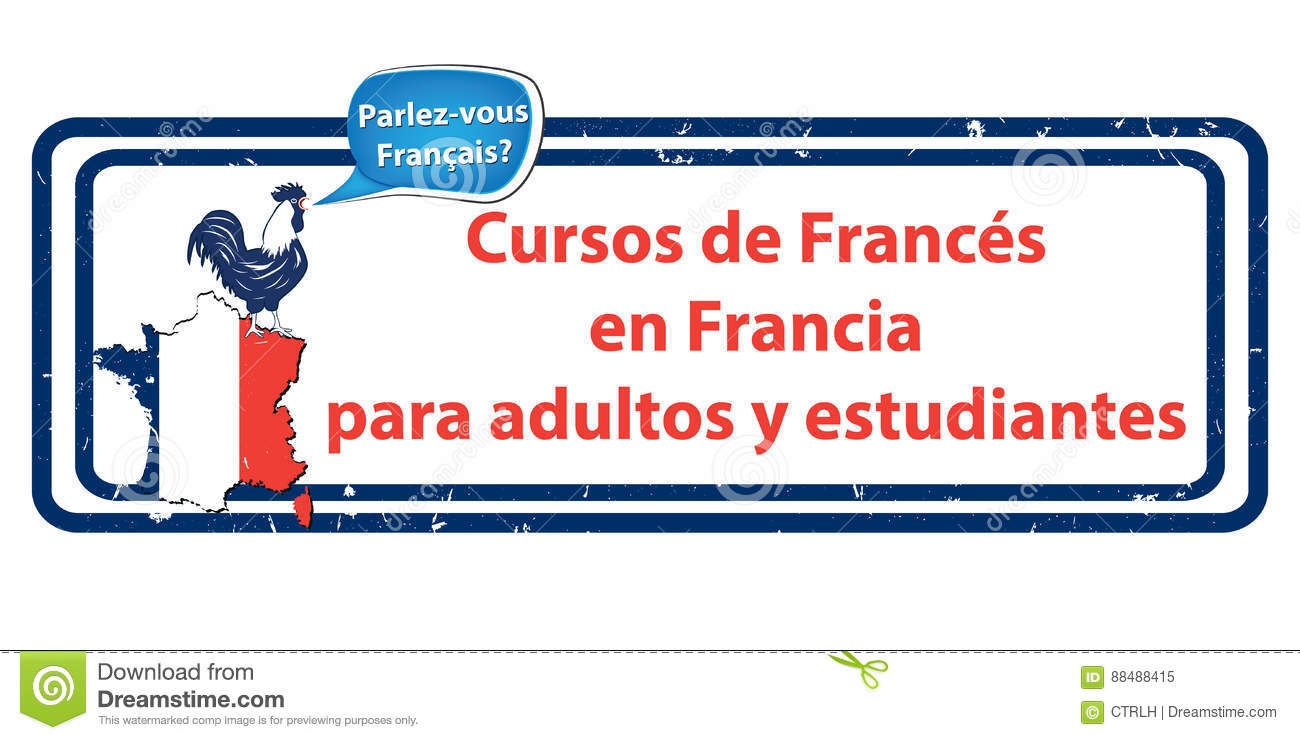 Parlez-vous
Français?
Cursos de Francés
en Francia
para adultos y estudiantes
Download from
Dreamstime.com
This watermarked comp image is for previewing purposes only.
ID 88488415
© CTRLH | Dreamstime.com